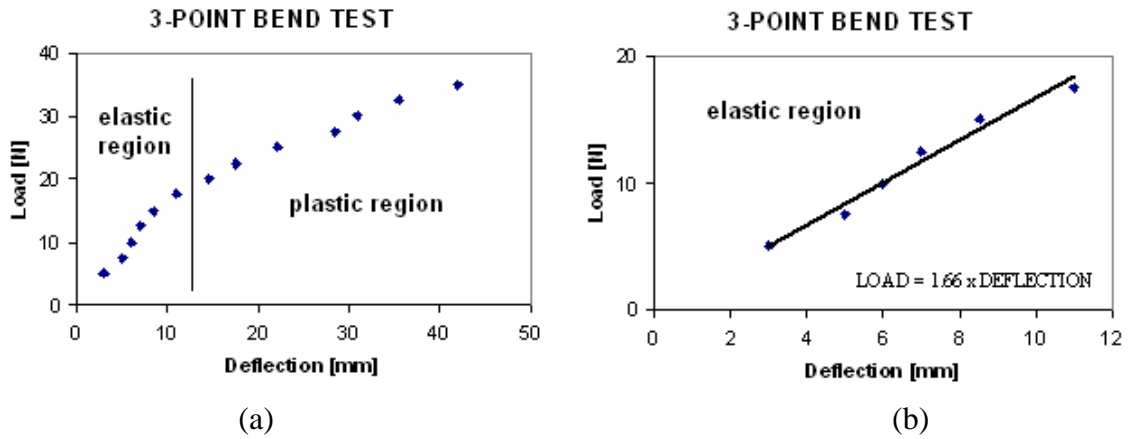 3-POINT BEND TEST
40
30
20
10
0
Load [N]
elastic
region
plastic region
0 10 20 30 40 50
Deflection [mm]
(a)
3-POINT BEND TEST
20
10
0
Load [N]
elastic region
LOAD = 1.66 x DEFLECTION
0 2 4 6 8 10 12
Deflection [mm]
(b)